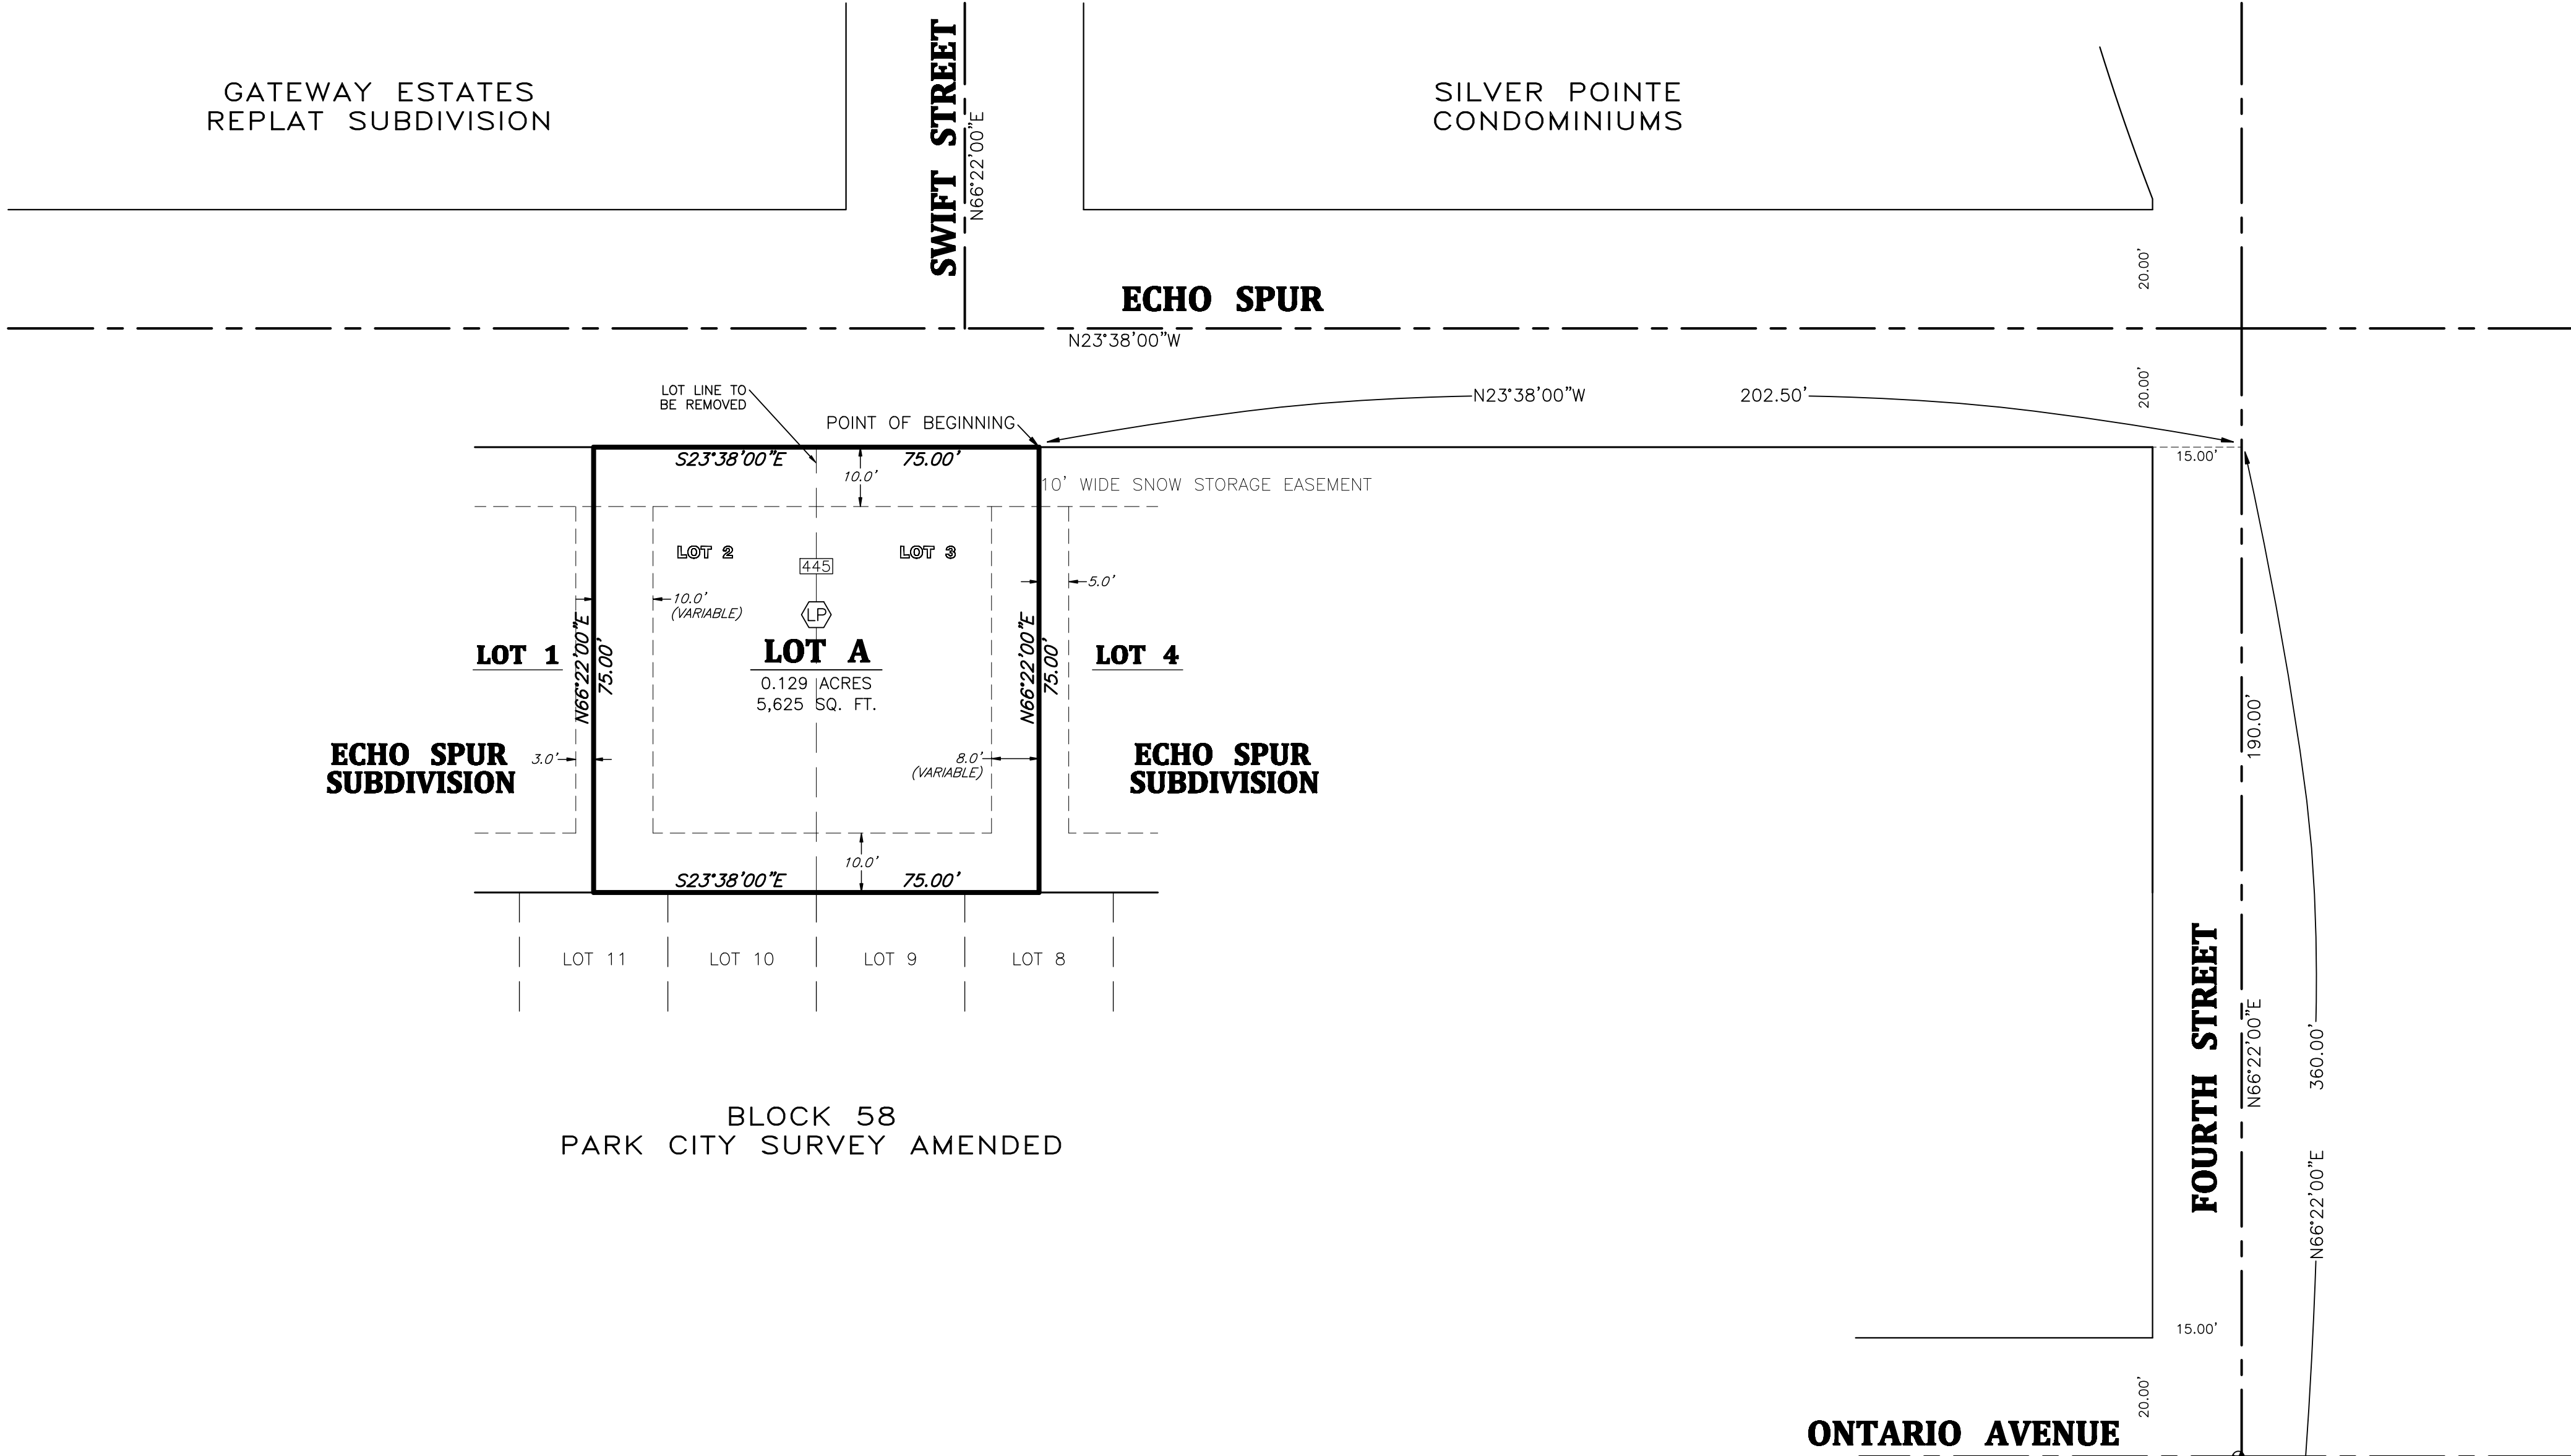 GATEWAY ESTATES
REPLAT SUBDIVISION
SWIFT STREET
N66°22'00"E
SILVER POINTE
CONDOMINIUMS
20.00'
ECHO SPUR
N23°38'00"W
20.00'
LOT LINE TO
BE REMOVED
POINT OF BEGINNING
N23°38'00"W 202.50'
15.00'
S23°38'00"E 75.00'
10.0'
10' WIDE SNOW STORAGE EASEMENT
LOT 2
LOT 3
445
10.0'
(VARIABLE)
5.0'
LP
LOT 1
N66°22'00"E
75.00'
LOT A
0.129 ACRES
5,625 SQ. FT.
N66°22'00"E
75.00'
LOT 4
190.00'
ECHO SPUR
SUBDIVISION
3.0'
8.0'
(VARIABLE)
ECHO SPUR
SUBDIVISION
10.0'
S23°38'00"E 75.00'
LOT 11
LOT 10
LOT 9
LOT 8
FOURTH STREET
N66°22'00"E
N66°22'00"E 360.00'
BLOCK 58
PARK CITY SURVEY AMENDED
15.00'
20.00'
ONTARIO AVENUE